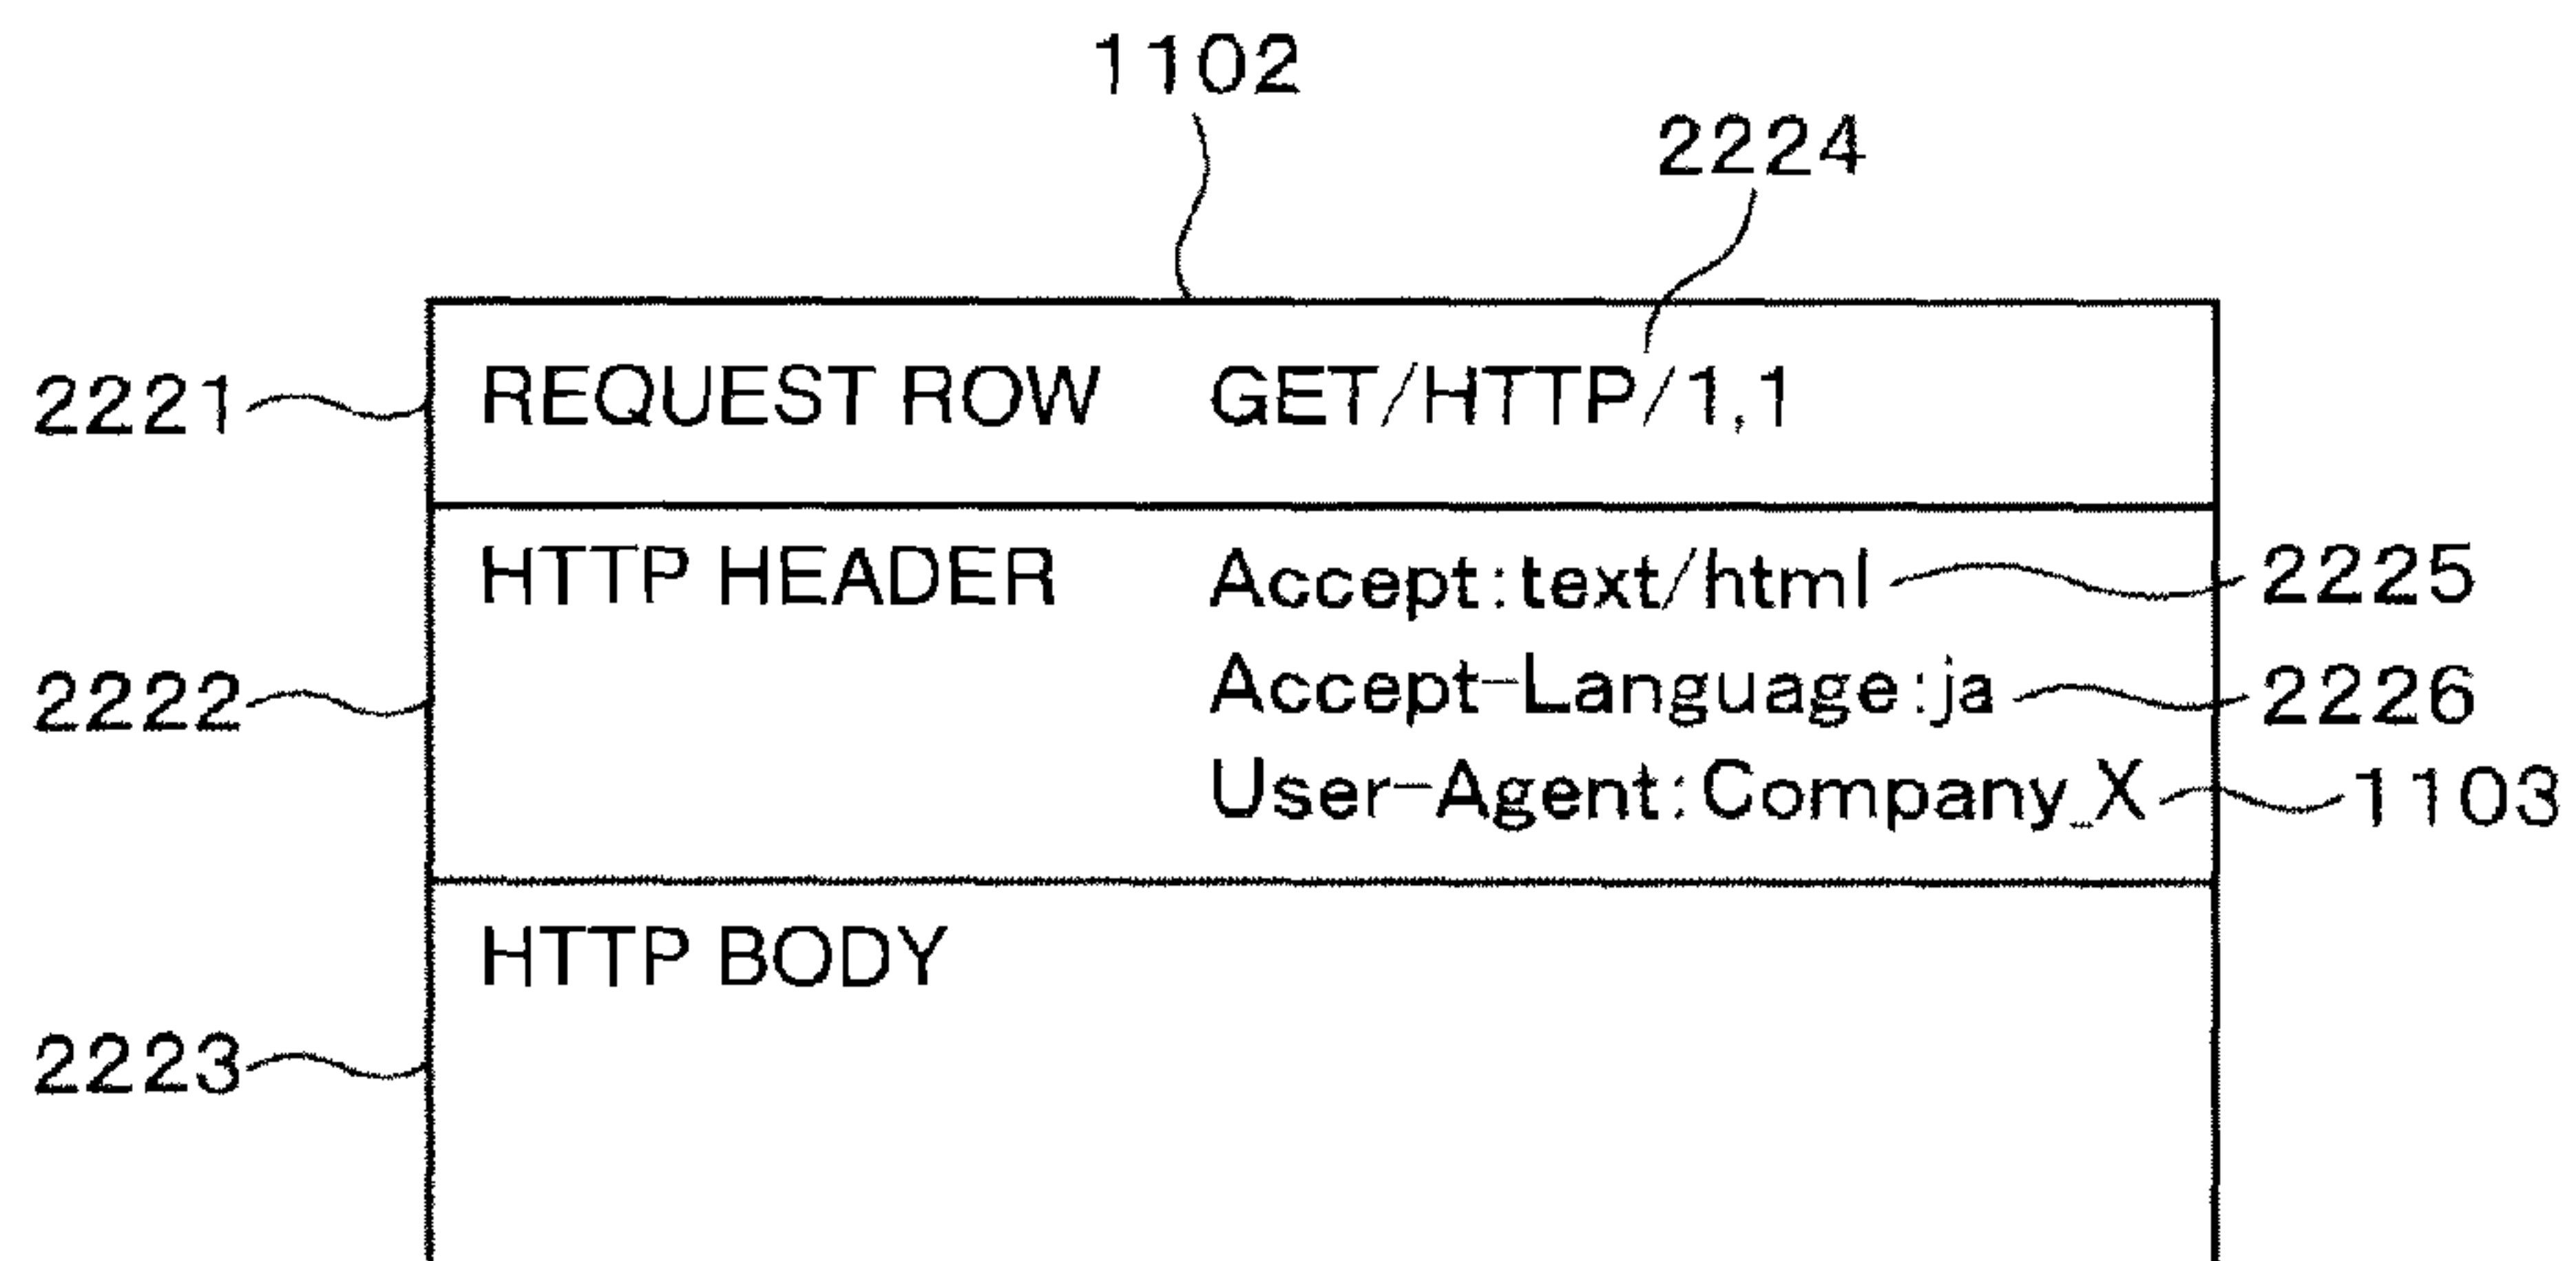 1102
2224
2221 REQUEST ROW GET/HTTP/1.1
HTTP HEADER Accept:text/html 2225
2222 Accept-Language:ja 2226
User-Agent:Company_X 1103
HTTP BODY
2223